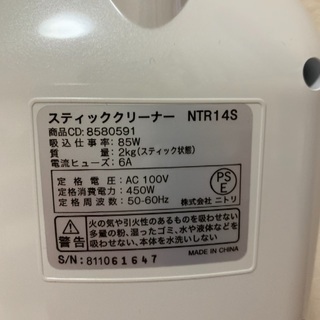 スティッククリーナー NTR14S
商品CD: 8580591
吸込仕事率: 85W
質 量: 2kg(スティック状態)
電流ヒューズ: 6A
定格電圧: AC 100V
定格消費電力: 450W
定格周波数: 50-60Hz
PS
E
株式会社 ニトリ
警告
火の気や引火性のあるものを吸わせない
多量の粉、湿ったゴミ、水や液体などを
吸わせない、本体を水洗いしない
S/N: 811061647
MADE IN CHINA